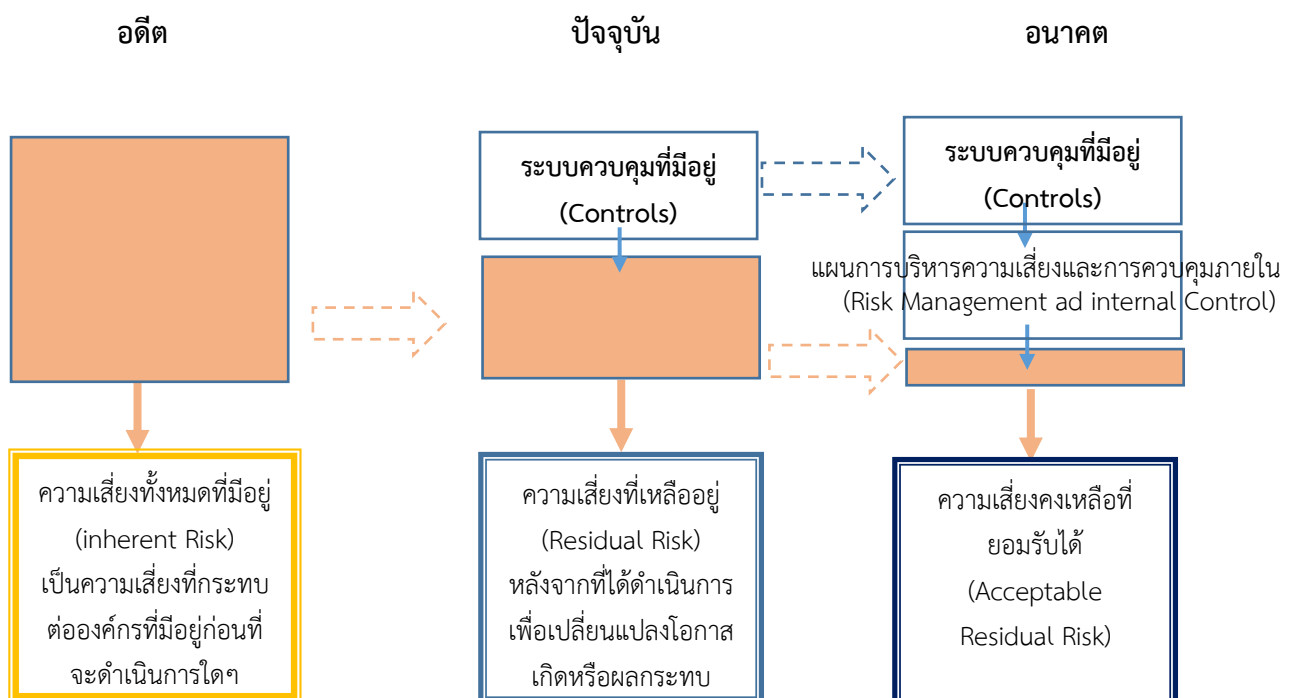 อดีต
ปัจจุบัน
อนาคต
ระบบควบคุมที่มีอยู่
(Controls)
ระบบควบคุมที่มีอยู่
(Controls)
แผนการบริหารความเสี่ยงและการควบคุมภายใน
(Risk Management ad internal Control)
ความเสี่ยงทั้งหมดที่มีอยู่
(inherent Risk)
เป็นความเสี่ยงที่กระทบ
ต่อองค์กรที่มีอยู่ก่อนที่
จะดำเนินการใดๆ
ความเสี่ยงที่เหลืออยู่
(Residual Risk)
หลังจากที่ได้ดำเนินการ
เพื่อเปลี่ยนแปลงโอกาส
เกิดหรือผลกระทบ
ความเสี่ยงคงเหลือที่
ยอมรับได้
(Acceptable
Residual Risk)